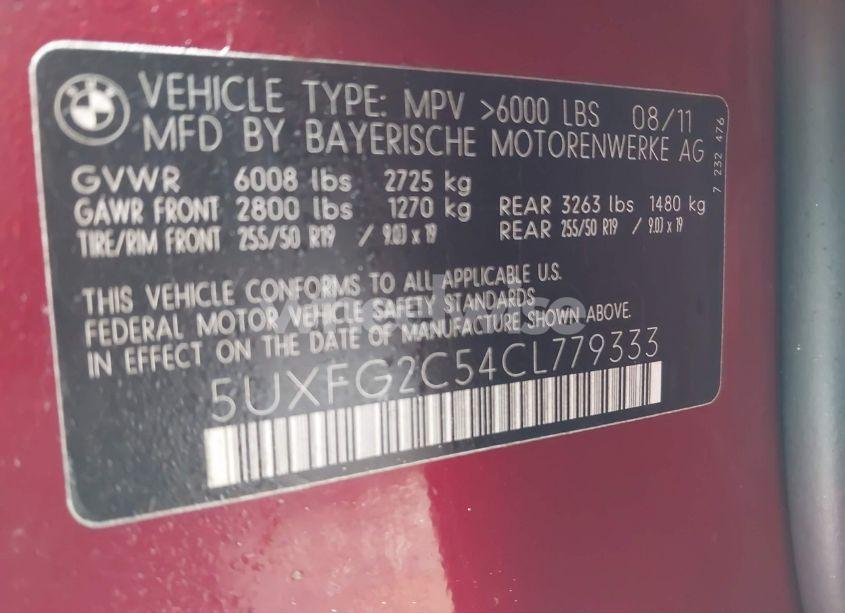 BMW
VEHICLE TYPE: MPV >6000 LBS 08/11
MFD BY BAYERISCHE MOTORENWERKE AG
7 232 476
GVWR 6008 lbs 2725 kg
GAWR FRONT 2800 lbs 1270 kg REAR 3263 lbs 1480 kg
TIRE/RIM FRONT 255/50 R19 / 9.0J x 19 REAR 255/50 R19 / 9.0J x 19
THIS VEHICLE CONFORMS TO ALL APPLICABLE U.S.
FEDERAL MOTOR VEHICLE SAFETY STANDARDS
IN EFFECT ON THE DATE OF MANUFACTURE SHOWN ABOVE.
5UXFG2C54CL779333